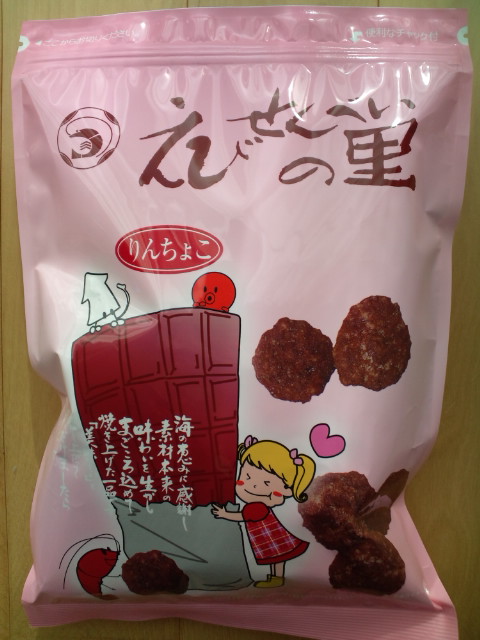 便利なチャック付
えびせんべい
の里
りんちょこ
海の恵みに感謝し
素材本来の
味わいを生かし
まごころ込めて
焼き上げた一品